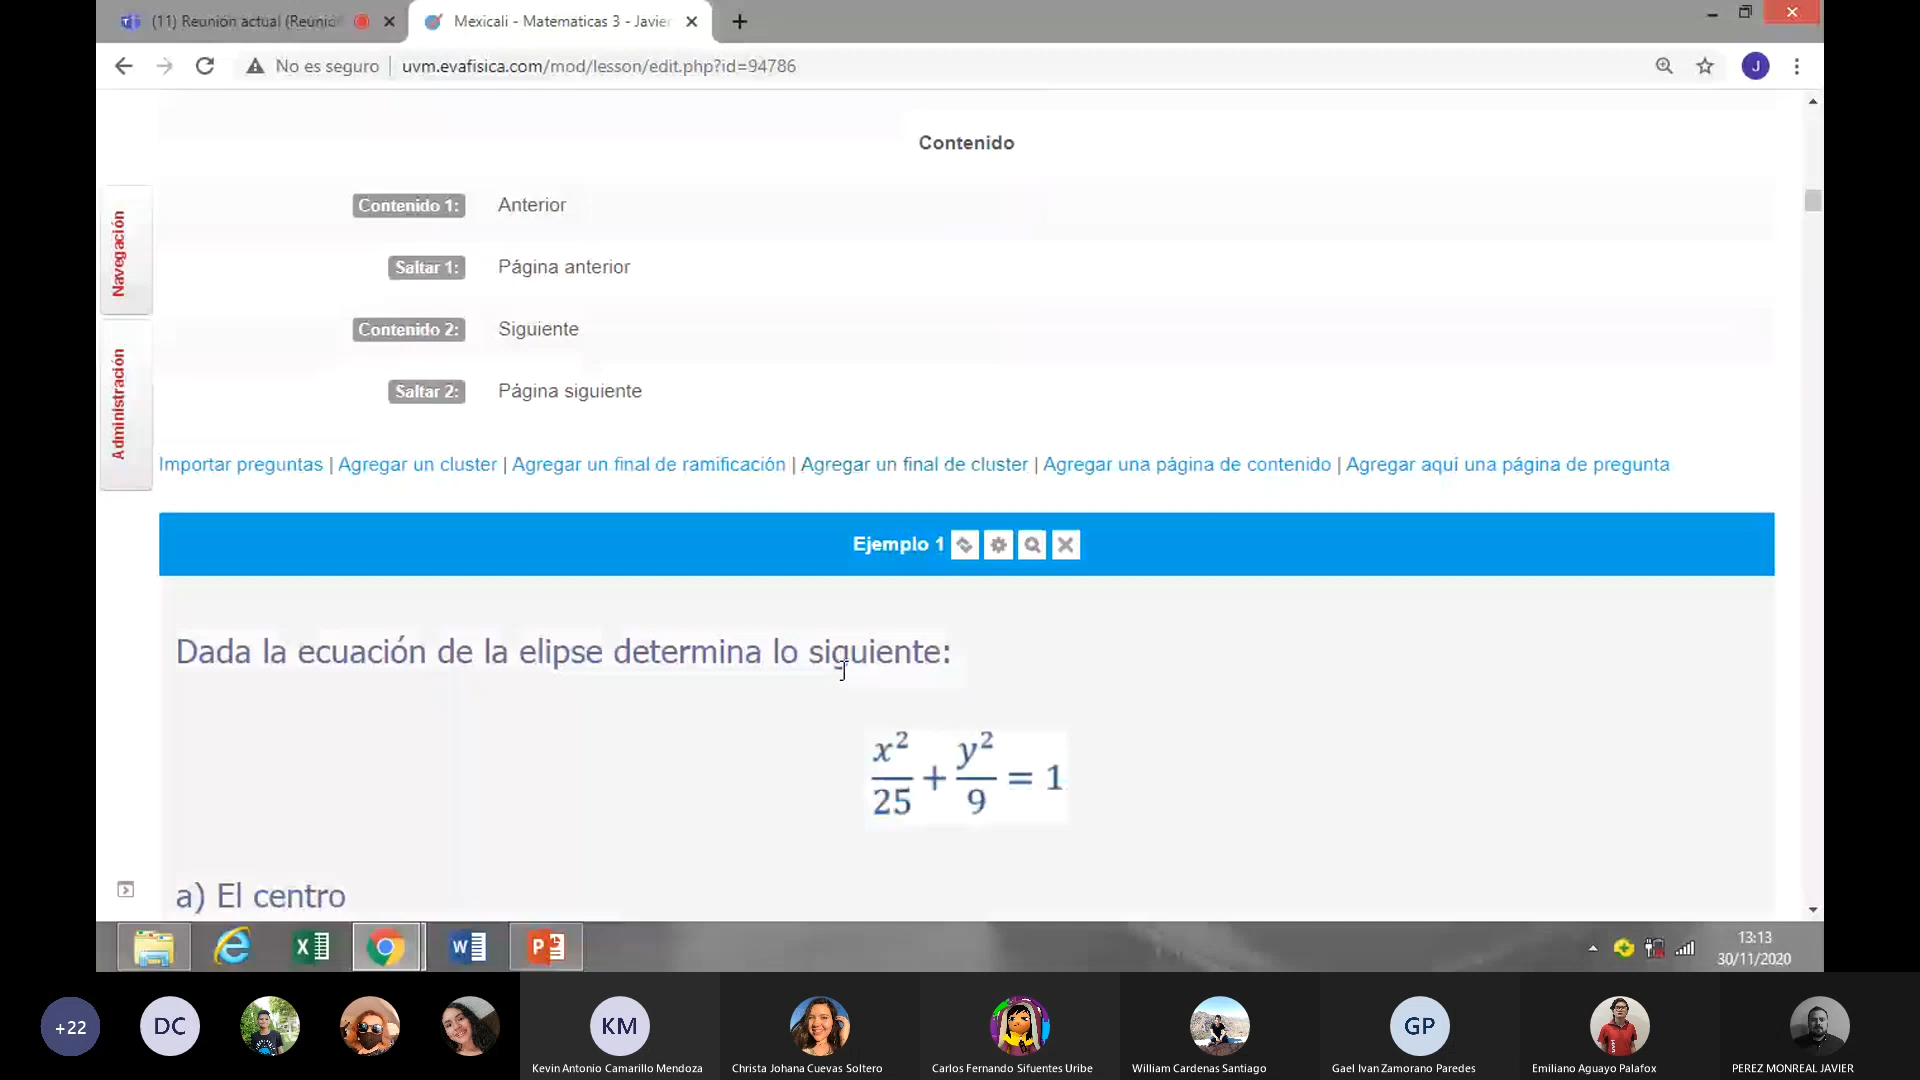 (11) Reunión actual (Reunió
Mexicali - Matematicas 3 - Javie
No es seguro
uvm.evafisica.com/mod/lesson/edit.php?id=94786
J
Contenido
Contenido 1: Anterior
Saltar 1: Página anterior
Contenido 2: Siguiente
Saltar 2: Página siguiente
Navegación
Administración
Importar preguntas | Agregar un cluster | Agregar un final de ramificación | Agregar un final de cluster | Agregar una página de contenido | Agregar aquí una página de pregunta
Ejemplo 1
Dada la ecuación de la elipse determina lo siguiente:
x²/25 + y²/9 = 1
a) El centro
13:13
30/11/2020
+22
DC
KM
GP
Kevin Antonio Camarillo Mendoza
Christa Johana Cuevas Soltero
Carlos Fernando Sifuentes Uribe
William Cardenas Santiago
Gael Ivan Zamorano Paredes
Emiliano Aguayo Palafox
PEREZ MONREAL JAVIER